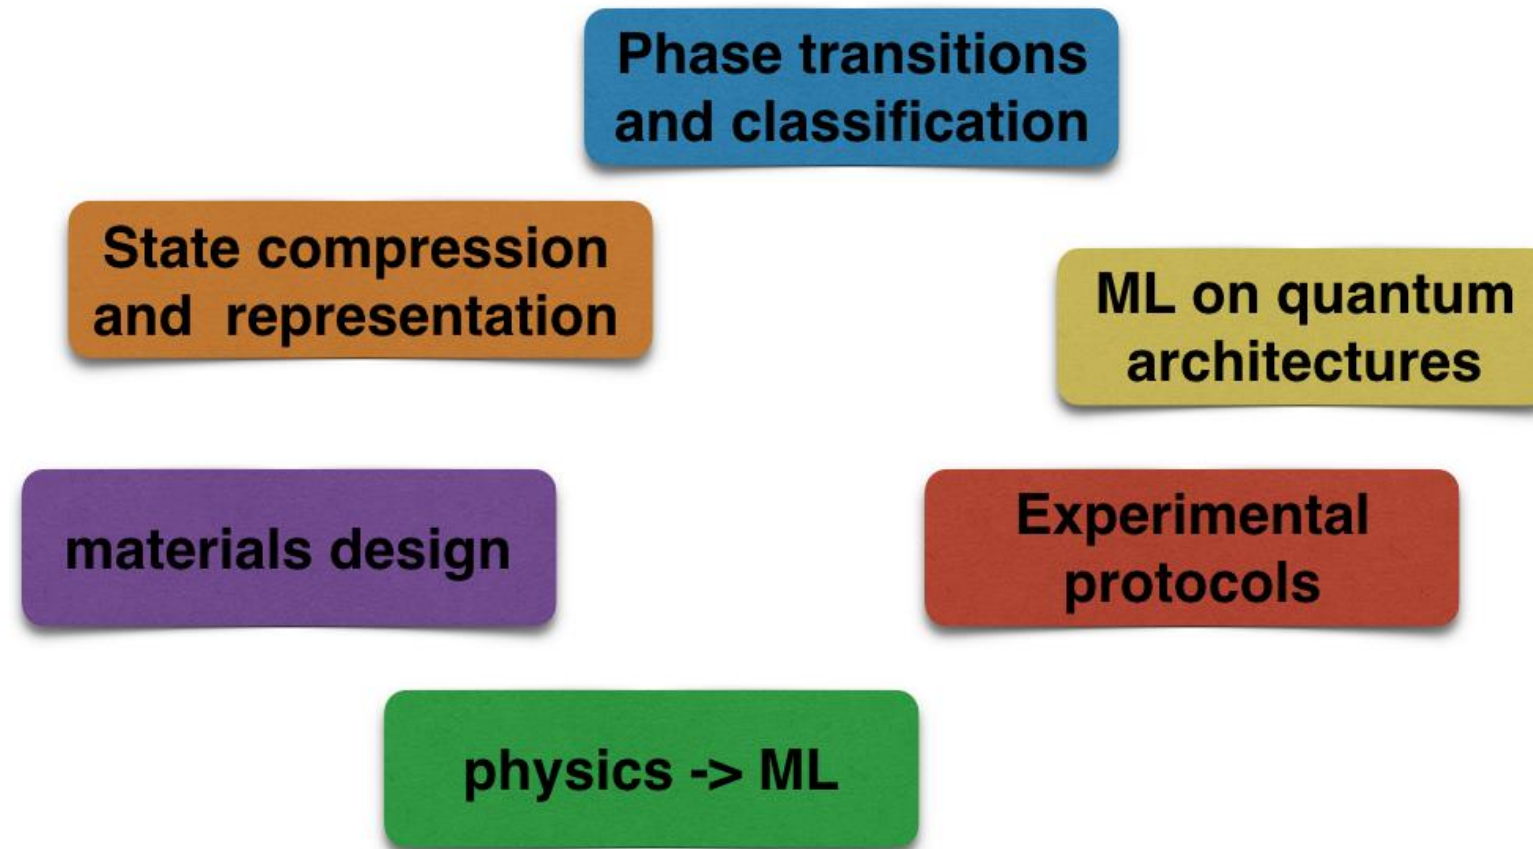 Phase transitions
and classification
State compression
and  representation
ML on quantum
architectures
materials design
Experimental
protocols
physics -> ML